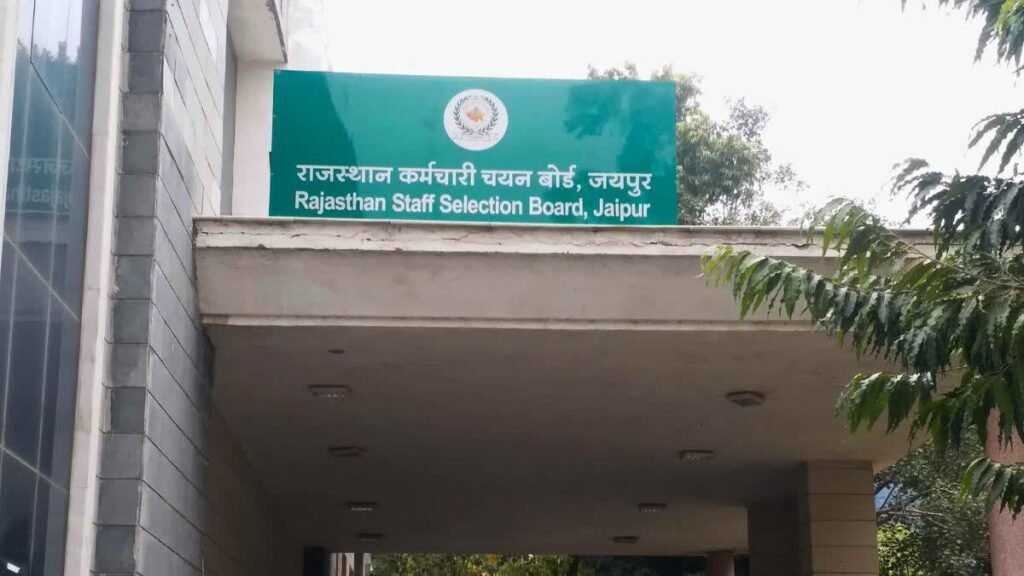 राजस्थान कर्मचारी चयन बोर्ड, जयपुर
Rajasthan Staff Selection Board, Jaipur